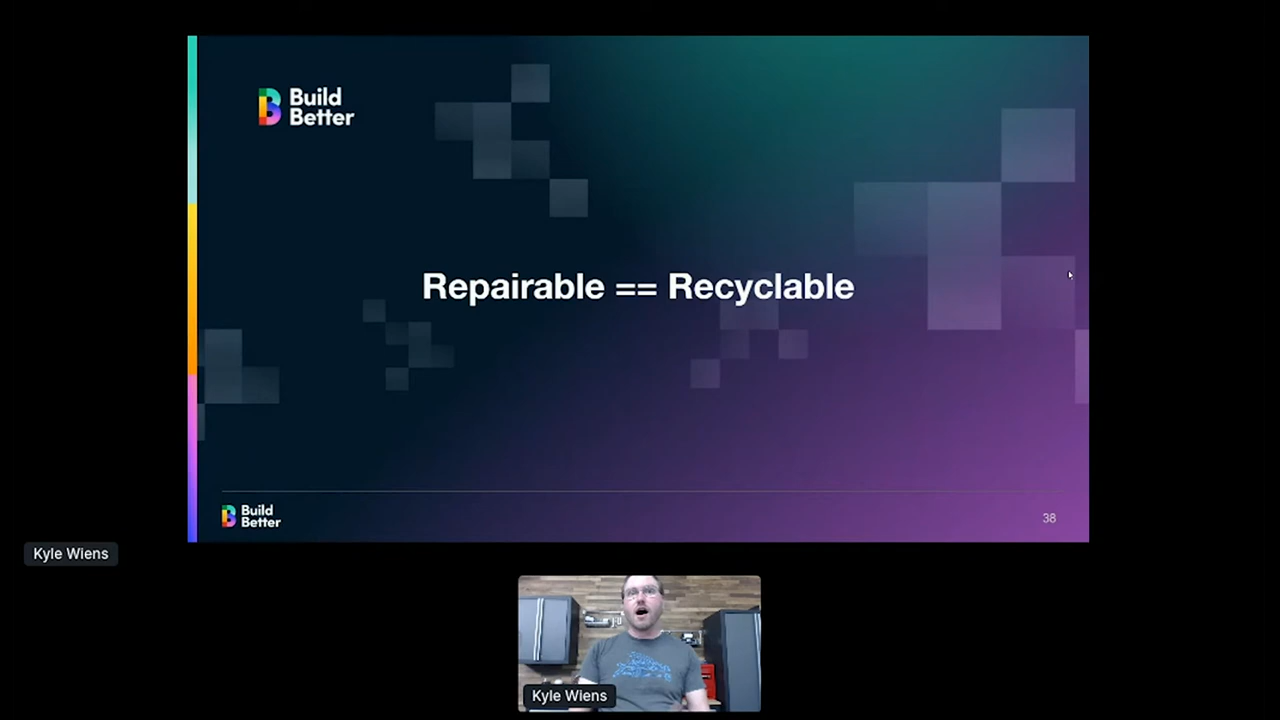 Build
Better
Repairable == Recyclable
Build
Better
38
Kyle Wiens
Kyle Wiens